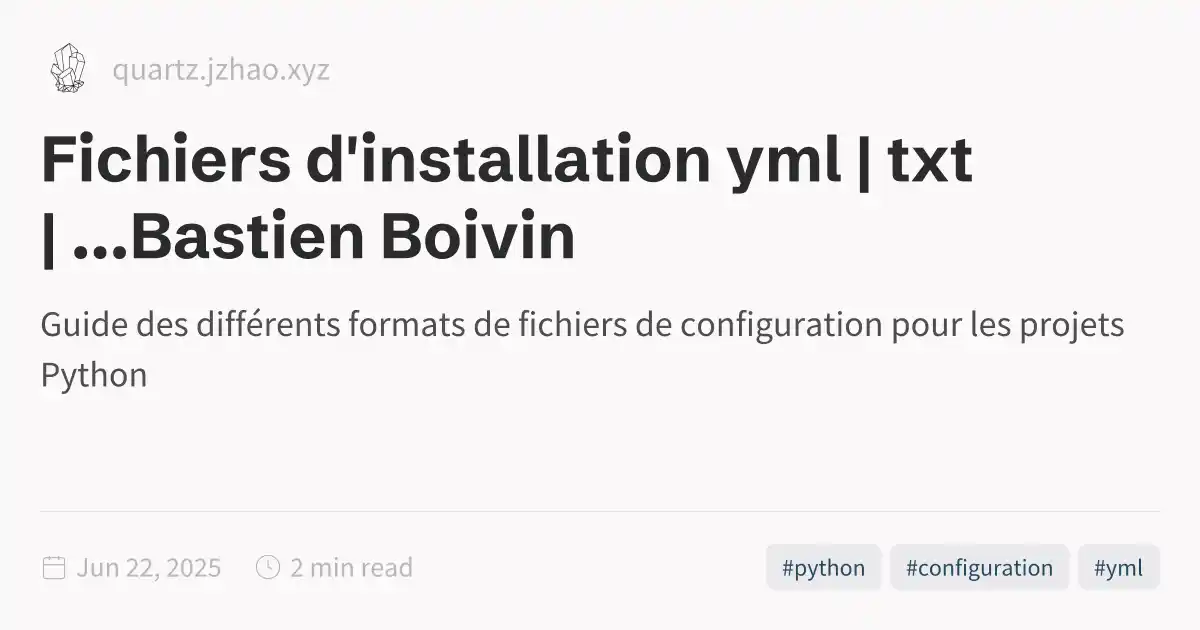 quartz.jzhao.xyz
Fichiers d'installation yml | txt
| ...Bastien Boivin
Guide des différents formats de fichiers de configuration pour les projets
Python
Jun 22, 2025 2 min read #python #configuration #yml